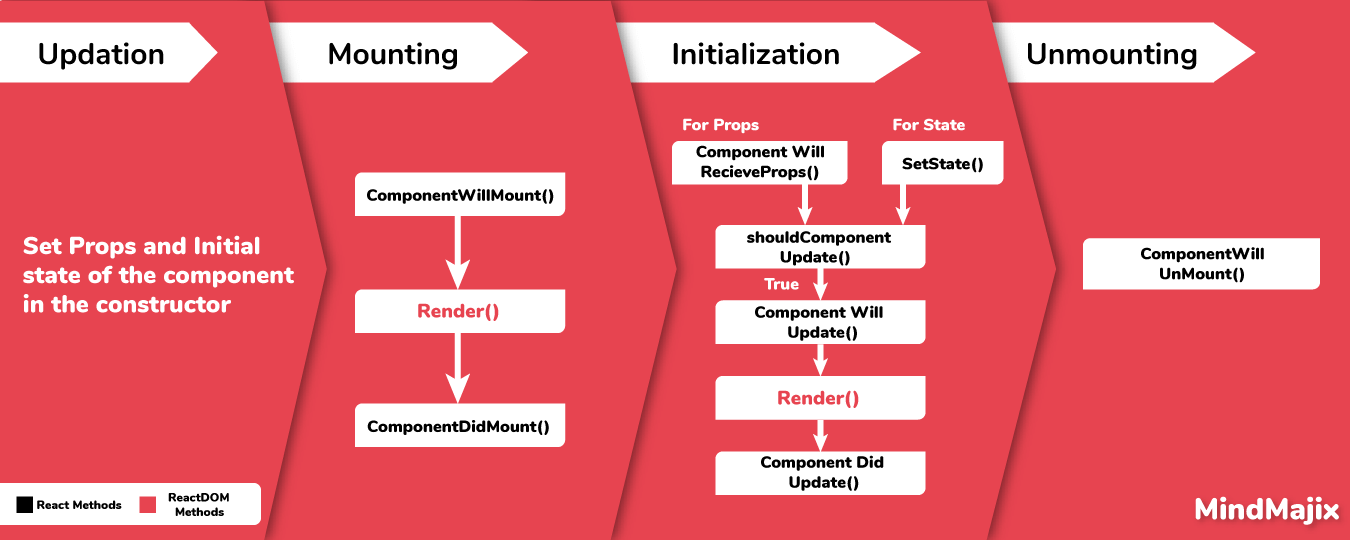 Updation
Mounting
Initialization
Unmounting
Set Props and Initial
state of the component
in the constructor
ComponentWillMount()
Render()
ComponentDidMount()
For Props
For State
Component Will
RecieveProps()
SetState()
shouldComponent
Update()
True
Component Will
Update()
Render()
Component Did
Update()
ComponentWill
UnMount()
React Methods
ReactDOM
Methods
MindMajix